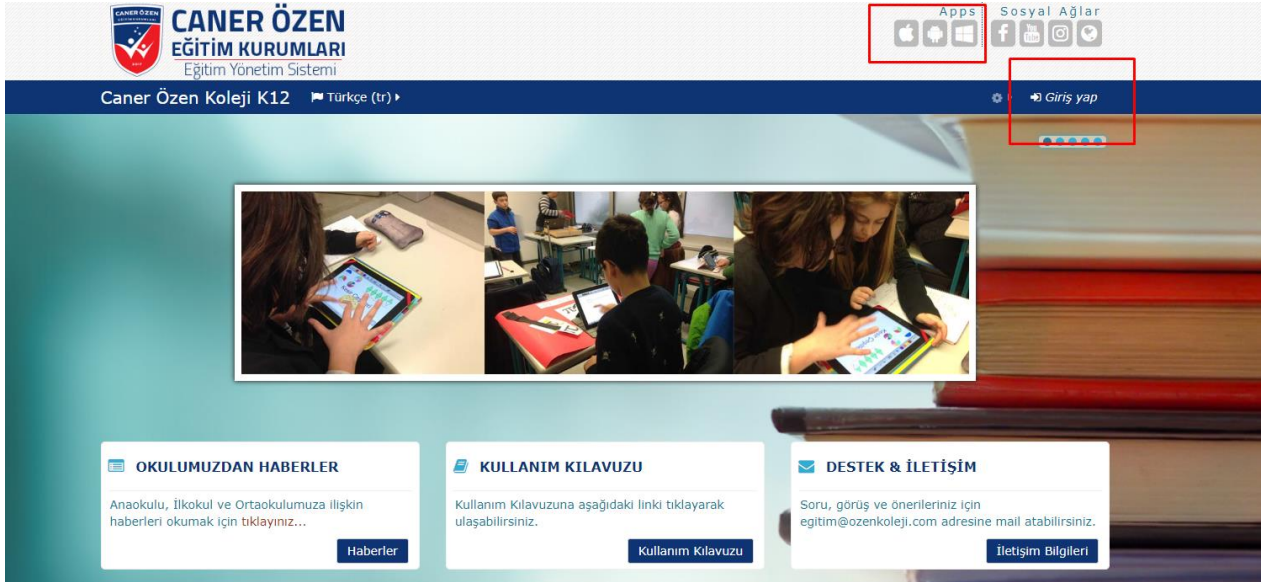 CANER ÖZEN
EĞİTİM KURUMLARI
Eğitim Yönetim Sistemi
Apps
Sosyal Ağlar
Caner Özen Koleji K12
Türkçe (tr)
Giriş yap
OKULUMUZDAN HABERLER
Anaokulu, İlkokul ve Ortaokulumuza ilişkin
haberleri okumak için tıklayınız...
Haberler
KULLANIM KILAVUZU
Kullanım Kılavuzuna aşağıdaki linki tıklayarak
ulaşabilirsiniz.
Kullanım Kılavuzu
DESTEK & İLETİŞİM
Soru, görüş ve önerileriniz için
egitim@ozenkoleji.com adresine mail atabilirsiniz.
İletişim Bilgileri